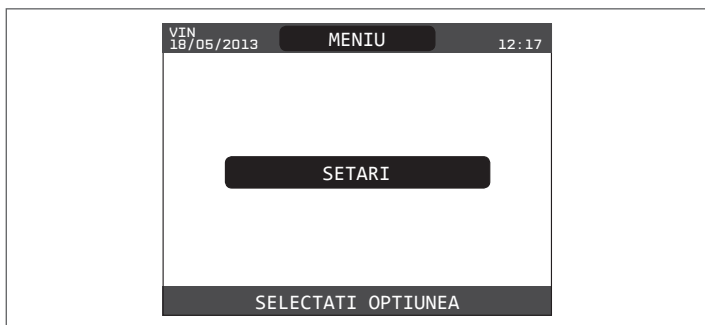 VIN
18/05/2013
MENIU
12:17
SETARI
SELECTATI OPTIUNEA